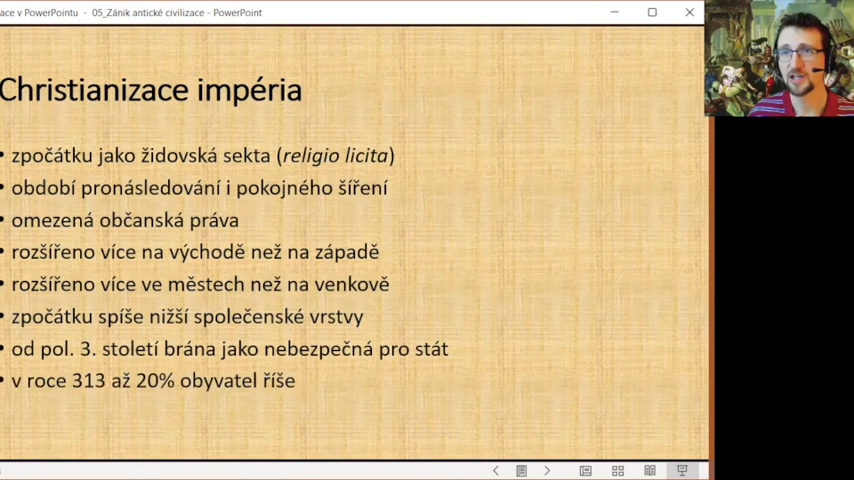 ace v PowerPointu - 05_Zánik antické civilizace - PowerPoint
Christianizace impéria
• zpočátku jako židovská sekta (religio licita)
• období pronásledování i pokojného šíření
• omezená občanská práva
• rozšířeno více na východě než na západě
• rozšířeno více ve městech než na venkově
• zpočátku spíše nižší společenské vrstvy
• od pol. 3. století brána jako nebezpečná pro stát
• v roce 313 až 20% obyvatel říše